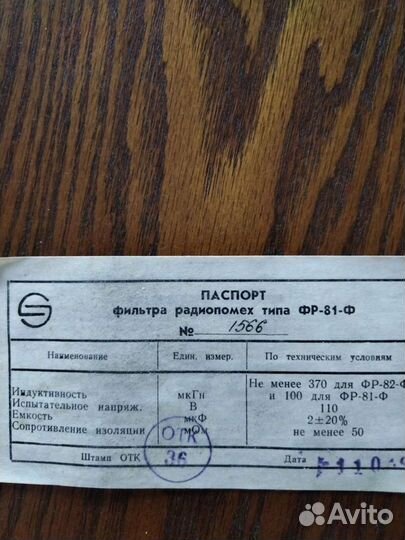 ПАСПОРТ
фильтра радиопомех типа ФР-81-Ф
№ 1566
Наименование Един. измер. По техническим условиям
Не менее 370 для ФР-82-Ф
Индуктивность мкГн и 100 для ФР-81-Ф
Испытательное напряж. В 110
Емкость мкФ 2±20%
Сопротивление изоляции мОм не менее 50
ОТК
36
Штамп ОТК Дата
Avito